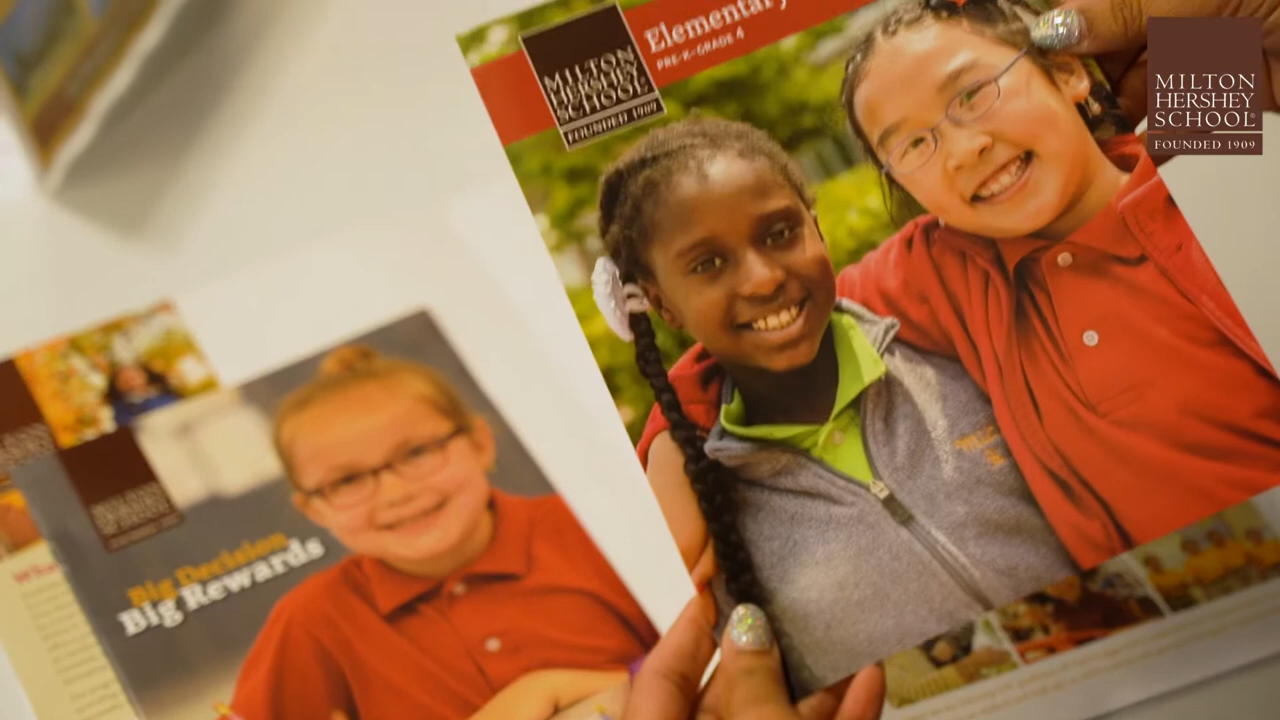 MILTON
HERSHEY
SCHOOL®
FOUNDED 1909
Elementary
PRE-K–GRADE 4
MILTON
HERSHEY
SCHOOL®
FOUNDED 1909
Big Decision
Big Rewards